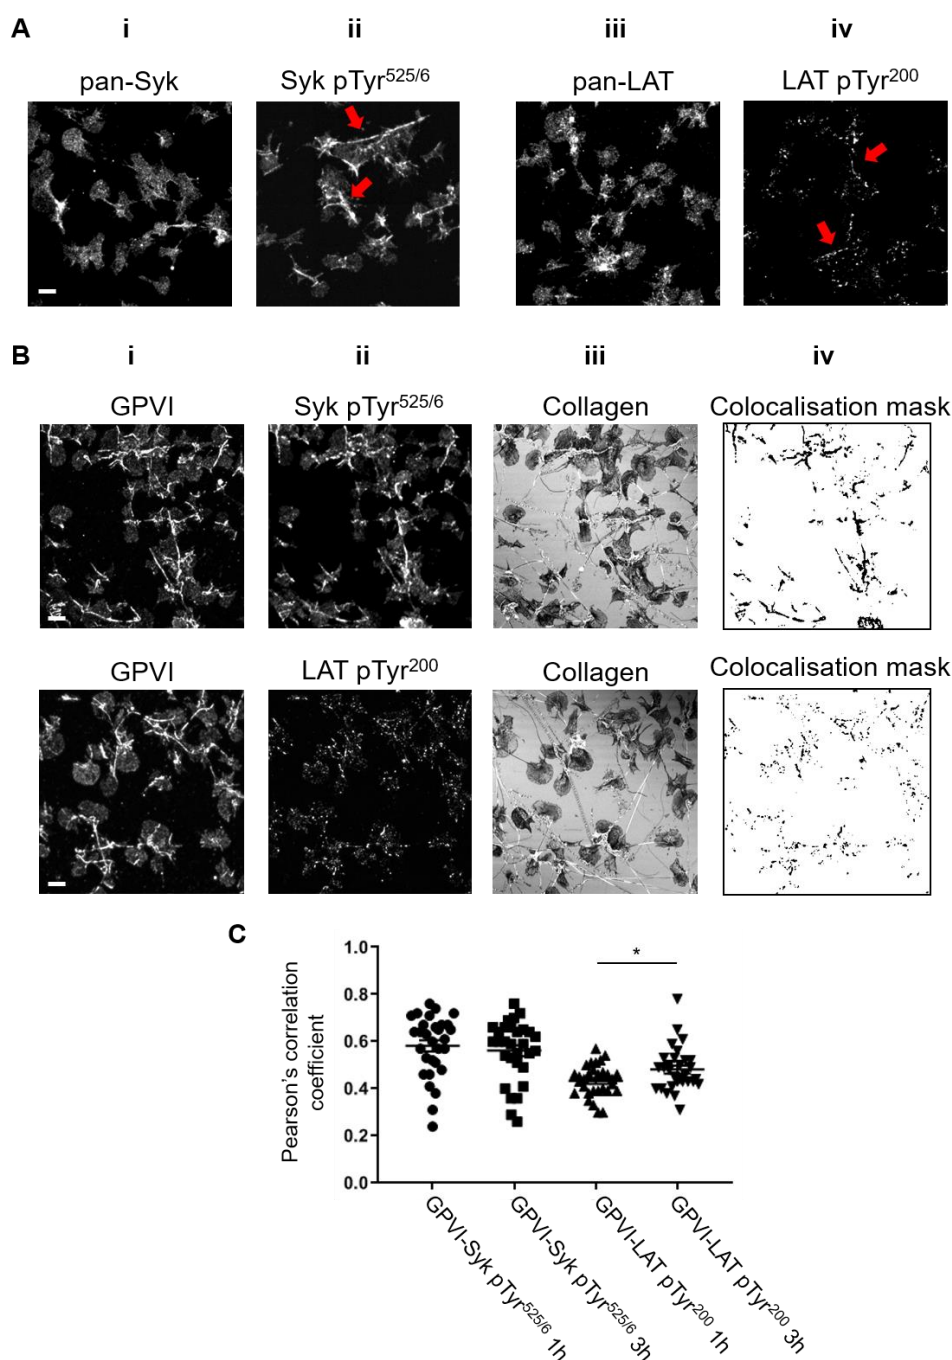 A
i ii iii iv
pan-Syk Syk pTyr⁵²⁵/⁶ pan-LAT LAT pTyr²⁰⁰
B
i ii iii iv
GPVI Syk pTyr⁵²⁵/⁶ Collagen Colocalisation mask
GPVI LAT pTyr²⁰⁰ Collagen Colocalisation mask
C
Pearson's correlation
coefficient
1.0
0.8
0.6
0.4
0.2
0.0
*
GPVI-Syk pTyr⁵²⁵/⁶ 1h
GPVI-Syk pTyr⁵²⁵/⁶ 3h
GPVI-LAT pTyr²⁰⁰ 1h
GPVI-LAT pTyr²⁰⁰ 3h